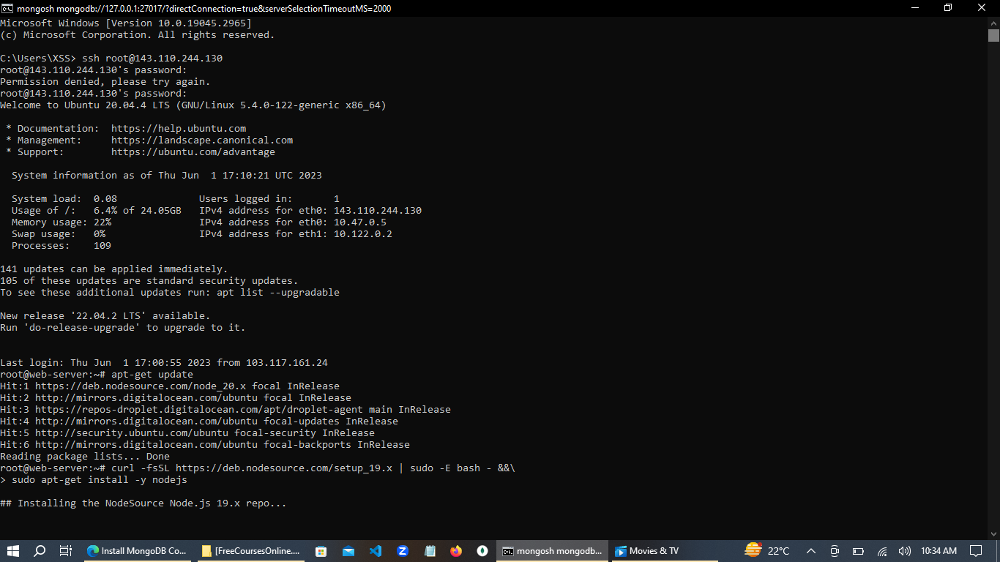 mongosh mongodb://127.0.0.1:27017/?directConnection=true&serverSelectionTimeoutMS=2000
Microsoft Windows [Version 10.0.19045.2965]
(c) Microsoft Corporation. All rights reserved.
C:\Users\XSS> ssh root@143.110.244.130
root@143.110.244.130's password:
Permission denied, please try again.
root@143.110.244.130's password:
Welcome to Ubuntu 20.04.4 LTS (GNU/Linux 5.4.0-122-generic x86_64)
* Documentation:  https://help.ubuntu.com
* Management:     https://landscape.canonical.com
* Support:        https://ubuntu.com/advantage
System information as of Thu Jun  1 17:10:21 UTC 2023
System load:  0.08               Users logged in:       1
Usage of /:   6.4% of 24.05GB   IPv4 address for eth0: 143.110.244.130
Memory usage: 22%               IPv4 address for eth0: 10.47.0.5
Swap usage:   0%                IPv4 address for eth1: 10.122.0.2
Processes:    109
141 updates can be applied immediately.
105 of these updates are standard security updates.
To see these additional updates run: apt list --upgradable
New release '22.04.2 LTS' available.
Run 'do-release-upgrade' to upgrade to it.
Last login: Thu Jun  1 17:00:55 2023 from 103.117.161.24
root@web-server:~# apt-get update
Hit:1 https://deb.nodesource.com/node_20.x focal InRelease
Hit:2 http://mirrors.digitalocean.com/ubuntu focal InRelease
Hit:3 https://repos-droplet.digitalocean.com/apt/droplet-agent main InRelease
Hit:4 http://mirrors.digitalocean.com/ubuntu focal-updates InRelease
Hit:5 http://security.ubuntu.com/ubuntu focal-security InRelease
Hit:6 http://mirrors.digitalocean.com/ubuntu focal-backports InRelease
Reading package lists... Done
root@web-server:~# curl -fsSL https://deb.nodesource.com/setup_19.x | sudo -E bash - &&\
> sudo apt-get install -y nodejs
## Installing the NodeSource Node.js 19.x repo...
Install MongoDB Co... [FreeCoursesOnline.... Z mongosh mongodb... Movies & TV 22°C 10:34 AM